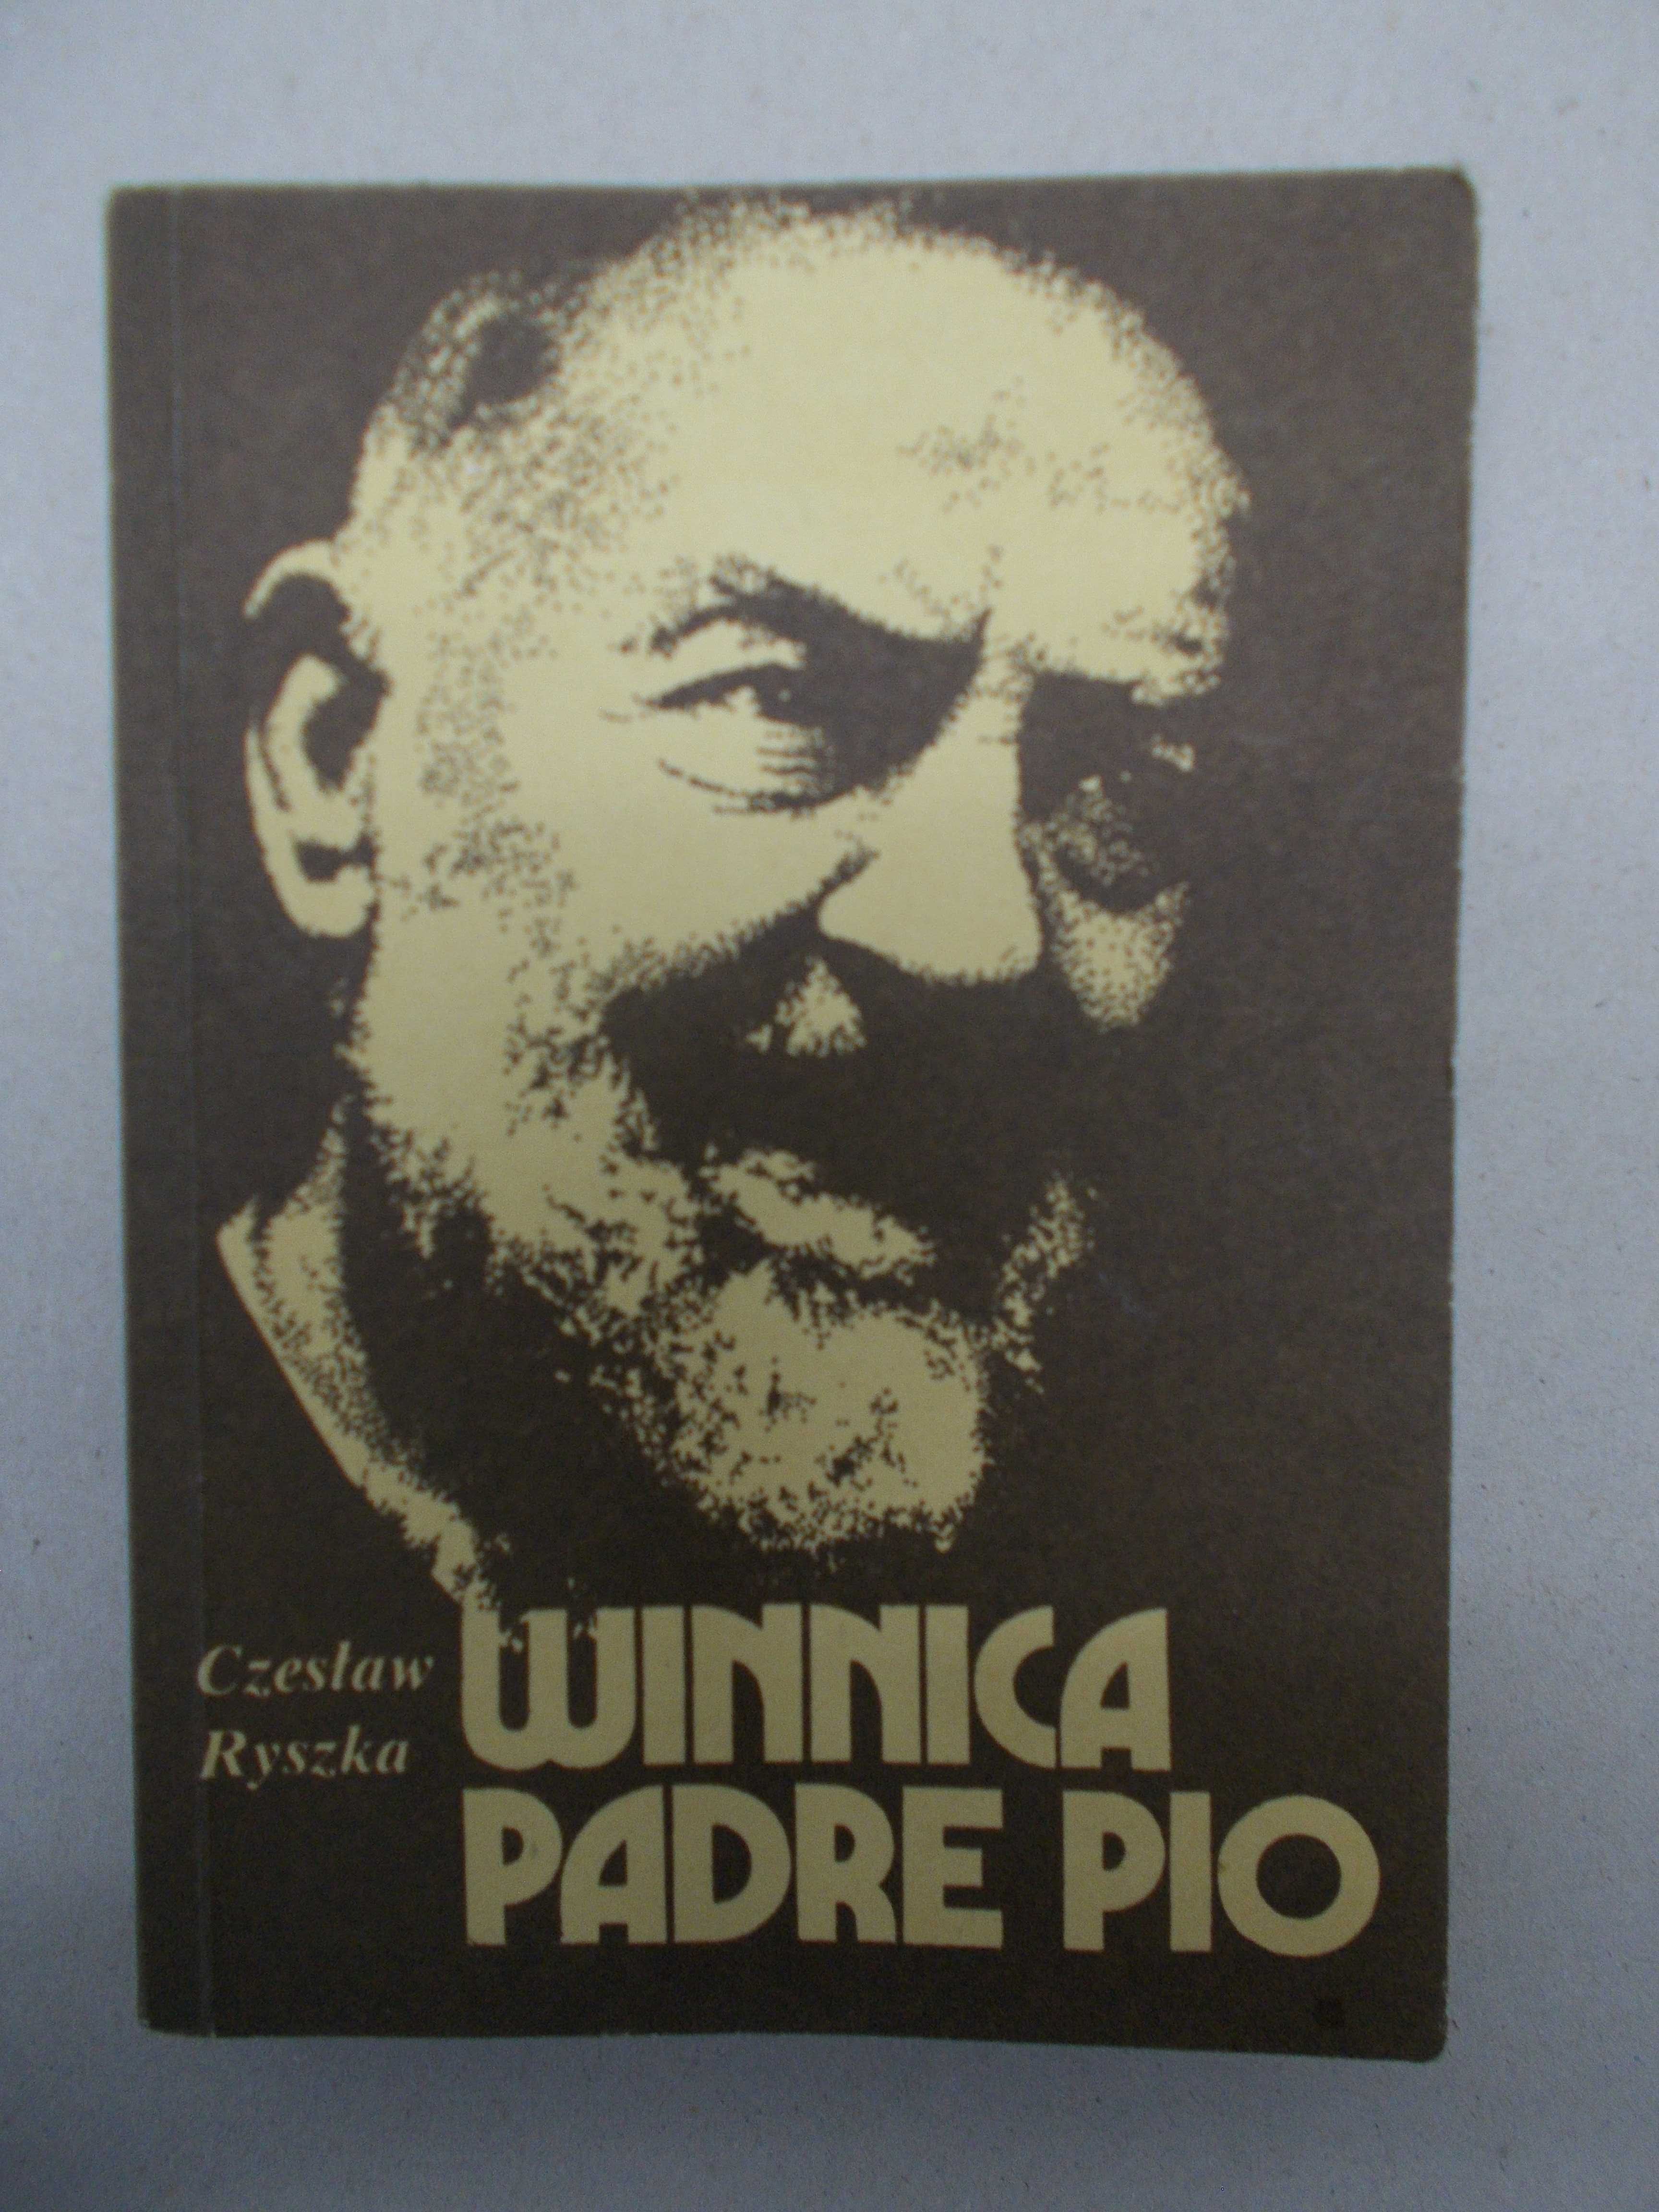 Czesław
Ryszka
WINNICA
PADRE PIO